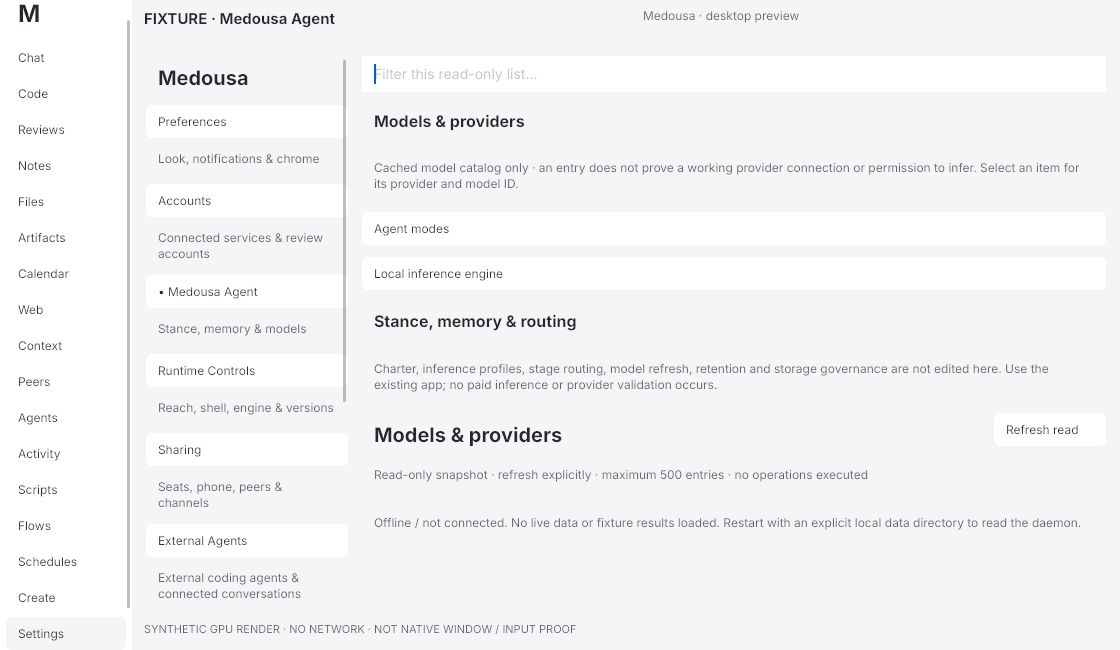 M
Chat
Code
Reviews
Notes
Files
Artifacts
Calendar
Web
Context
Peers
Agents
Activity
Scripts
Flows
Schedules
Create
Settings
FIXTURE · Medousa Agent
Medousa · desktop preview
Medousa
Preferences
Look, notifications & chrome
Accounts
Connected services & review
accounts
• Medousa Agent
Stance, memory & models
Runtime Controls
Reach, shell, engine & versions
Sharing
Seats, phone, peers &
channels
External Agents
External coding agents &
connected conversations
Filter this read-only list...
Models & providers
Cached model catalog only · an entry does not prove a working provider connection or permission to infer. Select an item for
its provider and model ID.
Agent modes
Local inference engine
Stance, memory & routing
Charter, inference profiles, stage routing, model refresh, retention and storage governance are not edited here. Use the
existing app; no paid inference or provider validation occurs.
Models & providers
Refresh read
Read-only snapshot · refresh explicitly · maximum 500 entries · no operations executed
Offline / not connected. No live data or fixture results loaded. Restart with an explicit local data directory to read the daemon.
SYNTHETIC GPU RENDER · NO NETWORK · NOT NATIVE WINDOW / INPUT PROOF